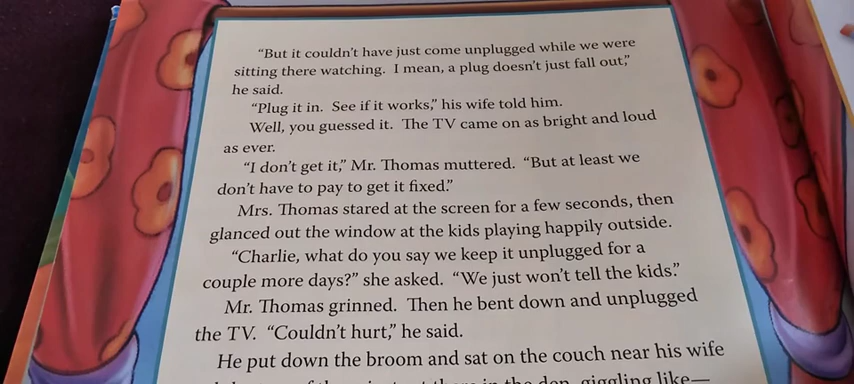 "But it couldn't have just come unplugged while we were
sitting there watching. I mean, a plug doesn't just fall out,"
he said.
"Plug it in. See if it works," his wife told him.
Well, you guessed it. The TV came on as bright and loud
as ever.
"I don't get it," Mr. Thomas muttered. "But at least we
don't have to pay to get it fixed."
Mrs. Thomas stared at the screen for a few seconds, then
glanced out the window at the kids playing happily outside.
"Charlie, what do you say we keep it unplugged for a
couple more days?" she asked. "We just won't tell the kids."
Mr. Thomas grinned. Then he bent down and unplugged
the TV. "Couldn't hurt," he said.
He put down the broom and sat on the couch near his wife
in the den, giggling like—